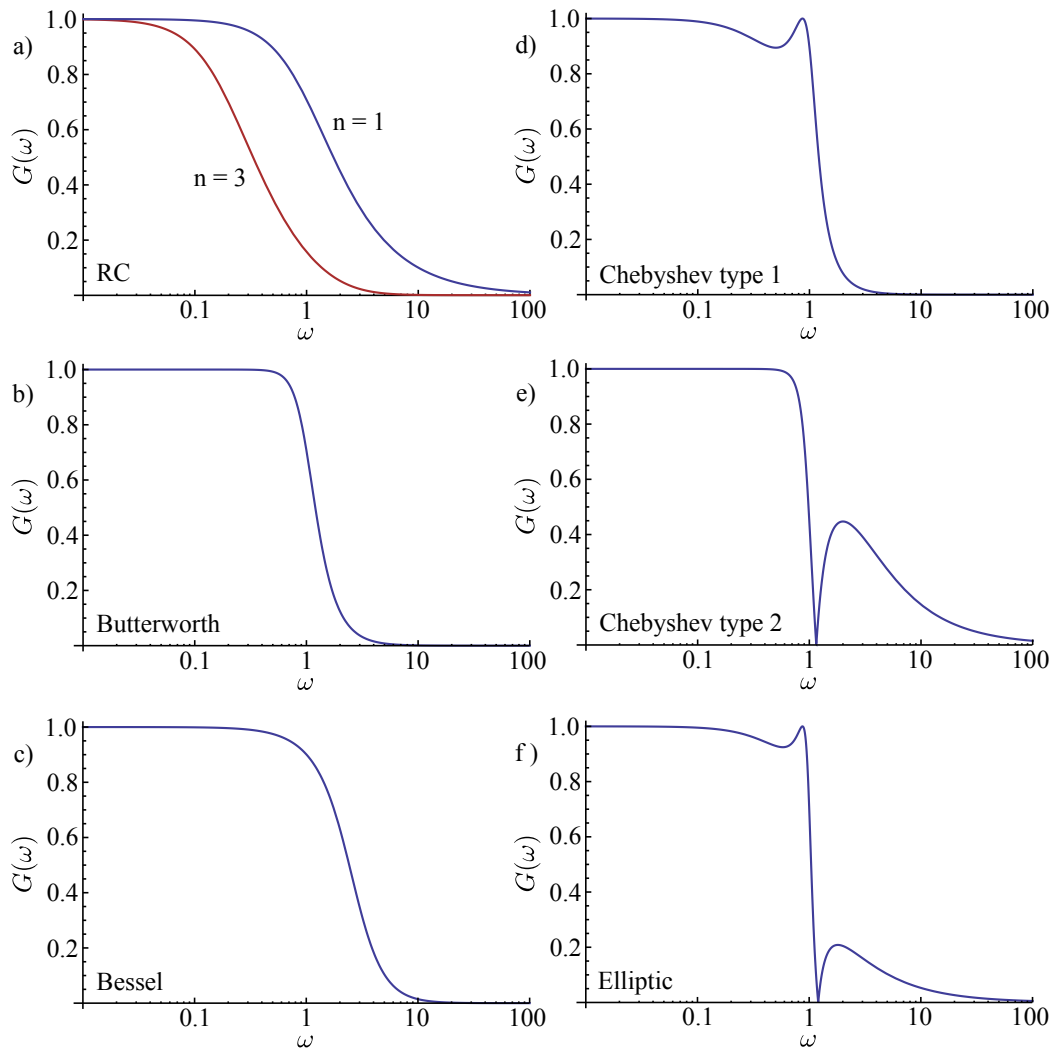 a)
1.0
0.8
0.6
0.4
0.2
G(ω)
n = 1
n = 3
RC
0.1
1
10
100
ω
b)
1.0
0.8
0.6
0.4
0.2
G(ω)
Butterworth
0.1
1
10
100
ω
c)
1.0
0.8
0.6
0.4
0.2
G(ω)
Bessel
0.1
1
10
100
ω
d)
1.0
0.8
0.6
0.4
0.2
G(ω)
Chebyshev type 1
0.1
1
10
100
ω
e)
1.0
0.8
0.6
0.4
0.2
G(ω)
Chebyshev type 2
0.1
1
10
100
ω
f )
1.0
0.8
0.6
0.4
0.2
G(ω)
Elliptic
0.1
1
10
100
ω